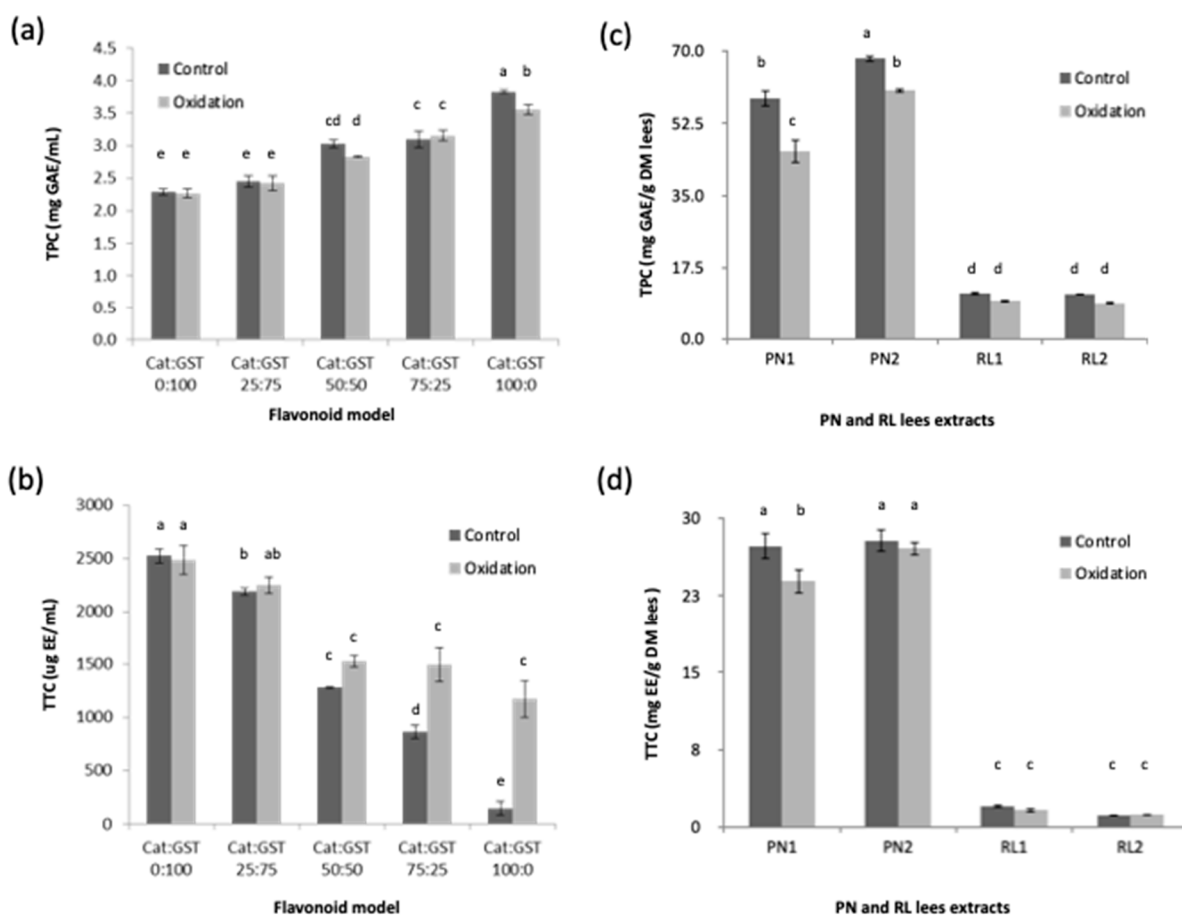 (a)
4.5
4.0
3.5
3.0
2.5
2.0
1.5
1.0
0.5
0.0
TPC (mg GAE/mL)
Control
Oxidation
e e e e cd d c c a b
Cat:GST Cat:GST Cat:GST Cat:GST Cat:GST
0:100 25:75 50:50 75:25 100:0
Flavonoid model
(b)
3000
2500
2000
1500
1000
500
0
TTC (ug EE/mL)
Control
Oxidation
a a b ab c c d c e c
Cat:GST Cat:GST Cat:GST Cat:GST Cat:GST
0:100 25:75 50:50 75:25 100:0
Flavonoid model
(c)
70.0
52.5
35.0
17.5
0.0
TPC (mg GAE/g DM lees)
Control
Oxidation
b c a b d d d d
PN1 PN2 RL1 RL2
PN and RL lees extracts
(d)
30
23
15
8
0
TTC (mg EE/g DM lees )
Control
Oxidation
a b a a c c c c
PN1 PN2 RL1 RL2
PN and RL lees extracts